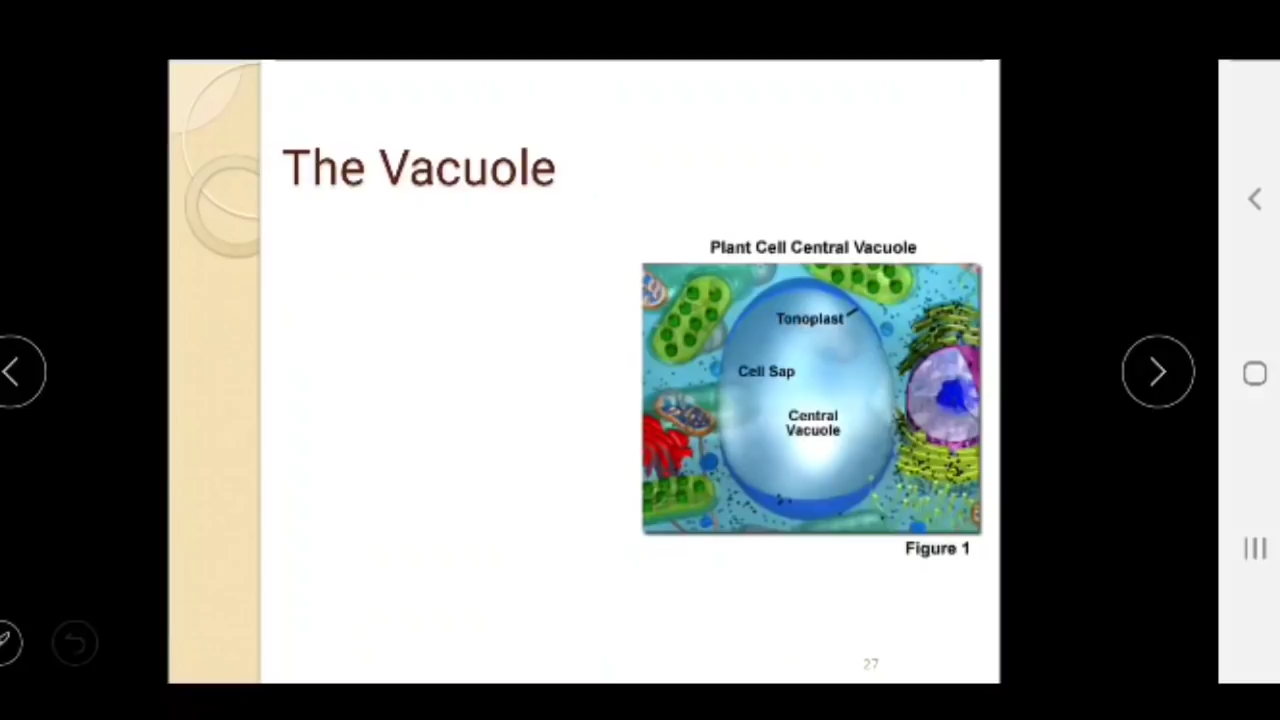 The Vacuole
Plant Cell Central Vacuole
Tonoplast
Cell Sap
Central
Vacuole
Figure 1
27